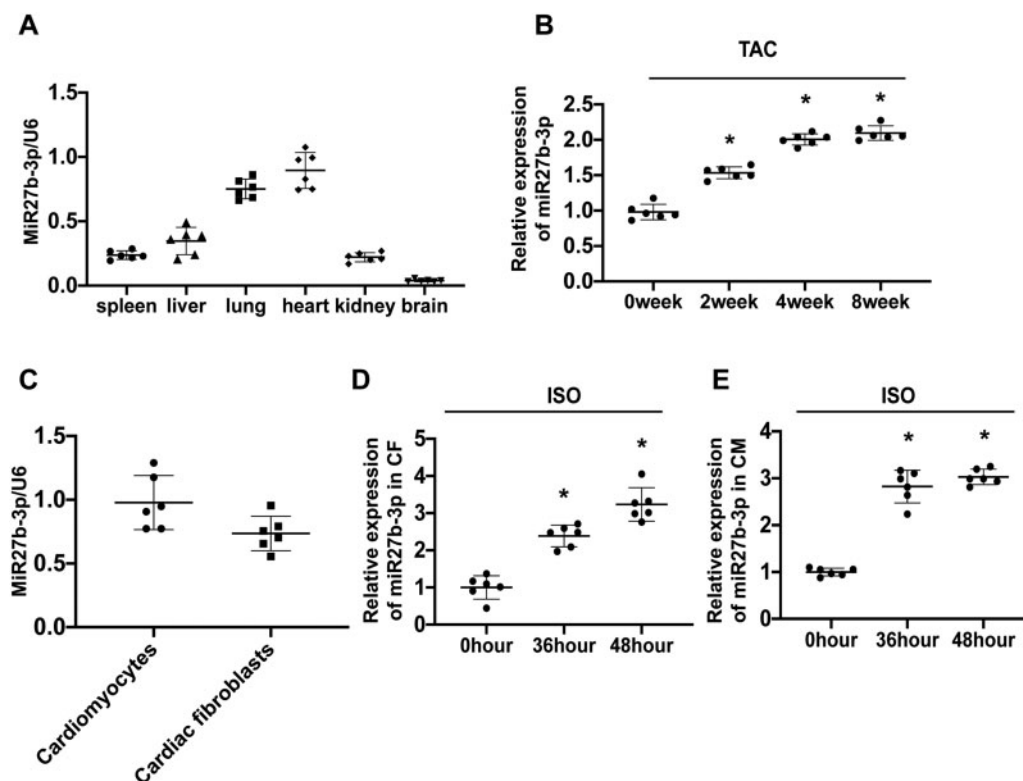 A
MiR27b-3p/U6
1.5
1.0
0.5
0.0
spleen liver lung heart kidney brain
B
TAC
Relative expression
of miR27b-3p
2.5
2.0
1.5
1.0
0.5
0.0
* * *
0week 2week 4week 8week
C
MiR27b-3p/U6
1.5
1.0
0.5
0.0
Cardiomyocytes
Cardiac fibroblasts
D
ISO
Relative expression
of miR27b-3p in CF
5
4
3
2
1
0
* *
0hour 36hour 48hour
E
ISO
Relative expression
of miR27b-3p in CM
4
3
2
1
0
* *
0hour 36hour 48hour